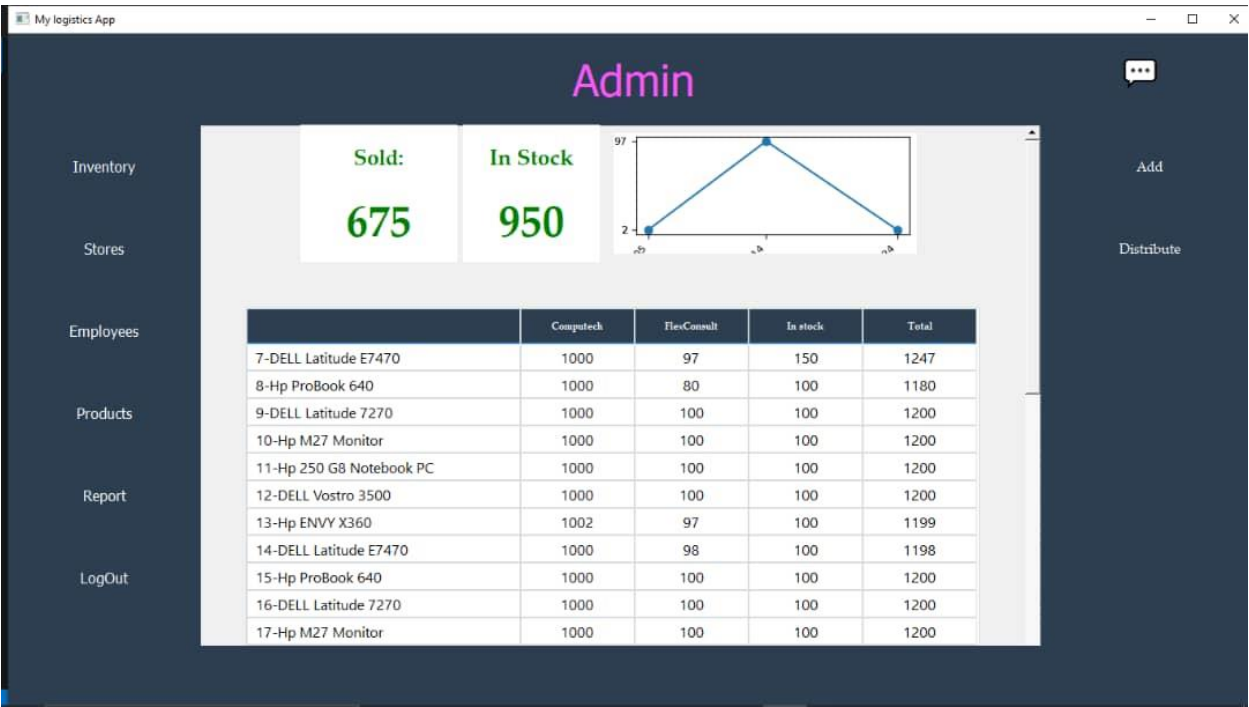 My logistics App
Admin
Inventory
Stores
Employees
Products
Report
LogOut
Sold:
675
In Stock
950
97
2
Computech FlexConsult In stock Total
7-DELL Latitude E7470 1000 97 150 1247
8-Hp ProBook 640 1000 80 100 1180
9-DELL Latitude 7270 1000 100 100 1200
10-Hp M27 Monitor 1000 100 100 1200
11-Hp 250 G8 Notebook PC 1000 100 100 1200
12-DELL Vostro 3500 1000 100 100 1200
13-Hp ENVY X360 1002 97 100 1199
14-DELL Latitude E7470 1000 98 100 1198
15-Hp ProBook 640 1000 100 100 1200
16-DELL Latitude 7270 1000 100 100 1200
17-Hp M27 Monitor 1000 100 100 1200
Add
Distribute